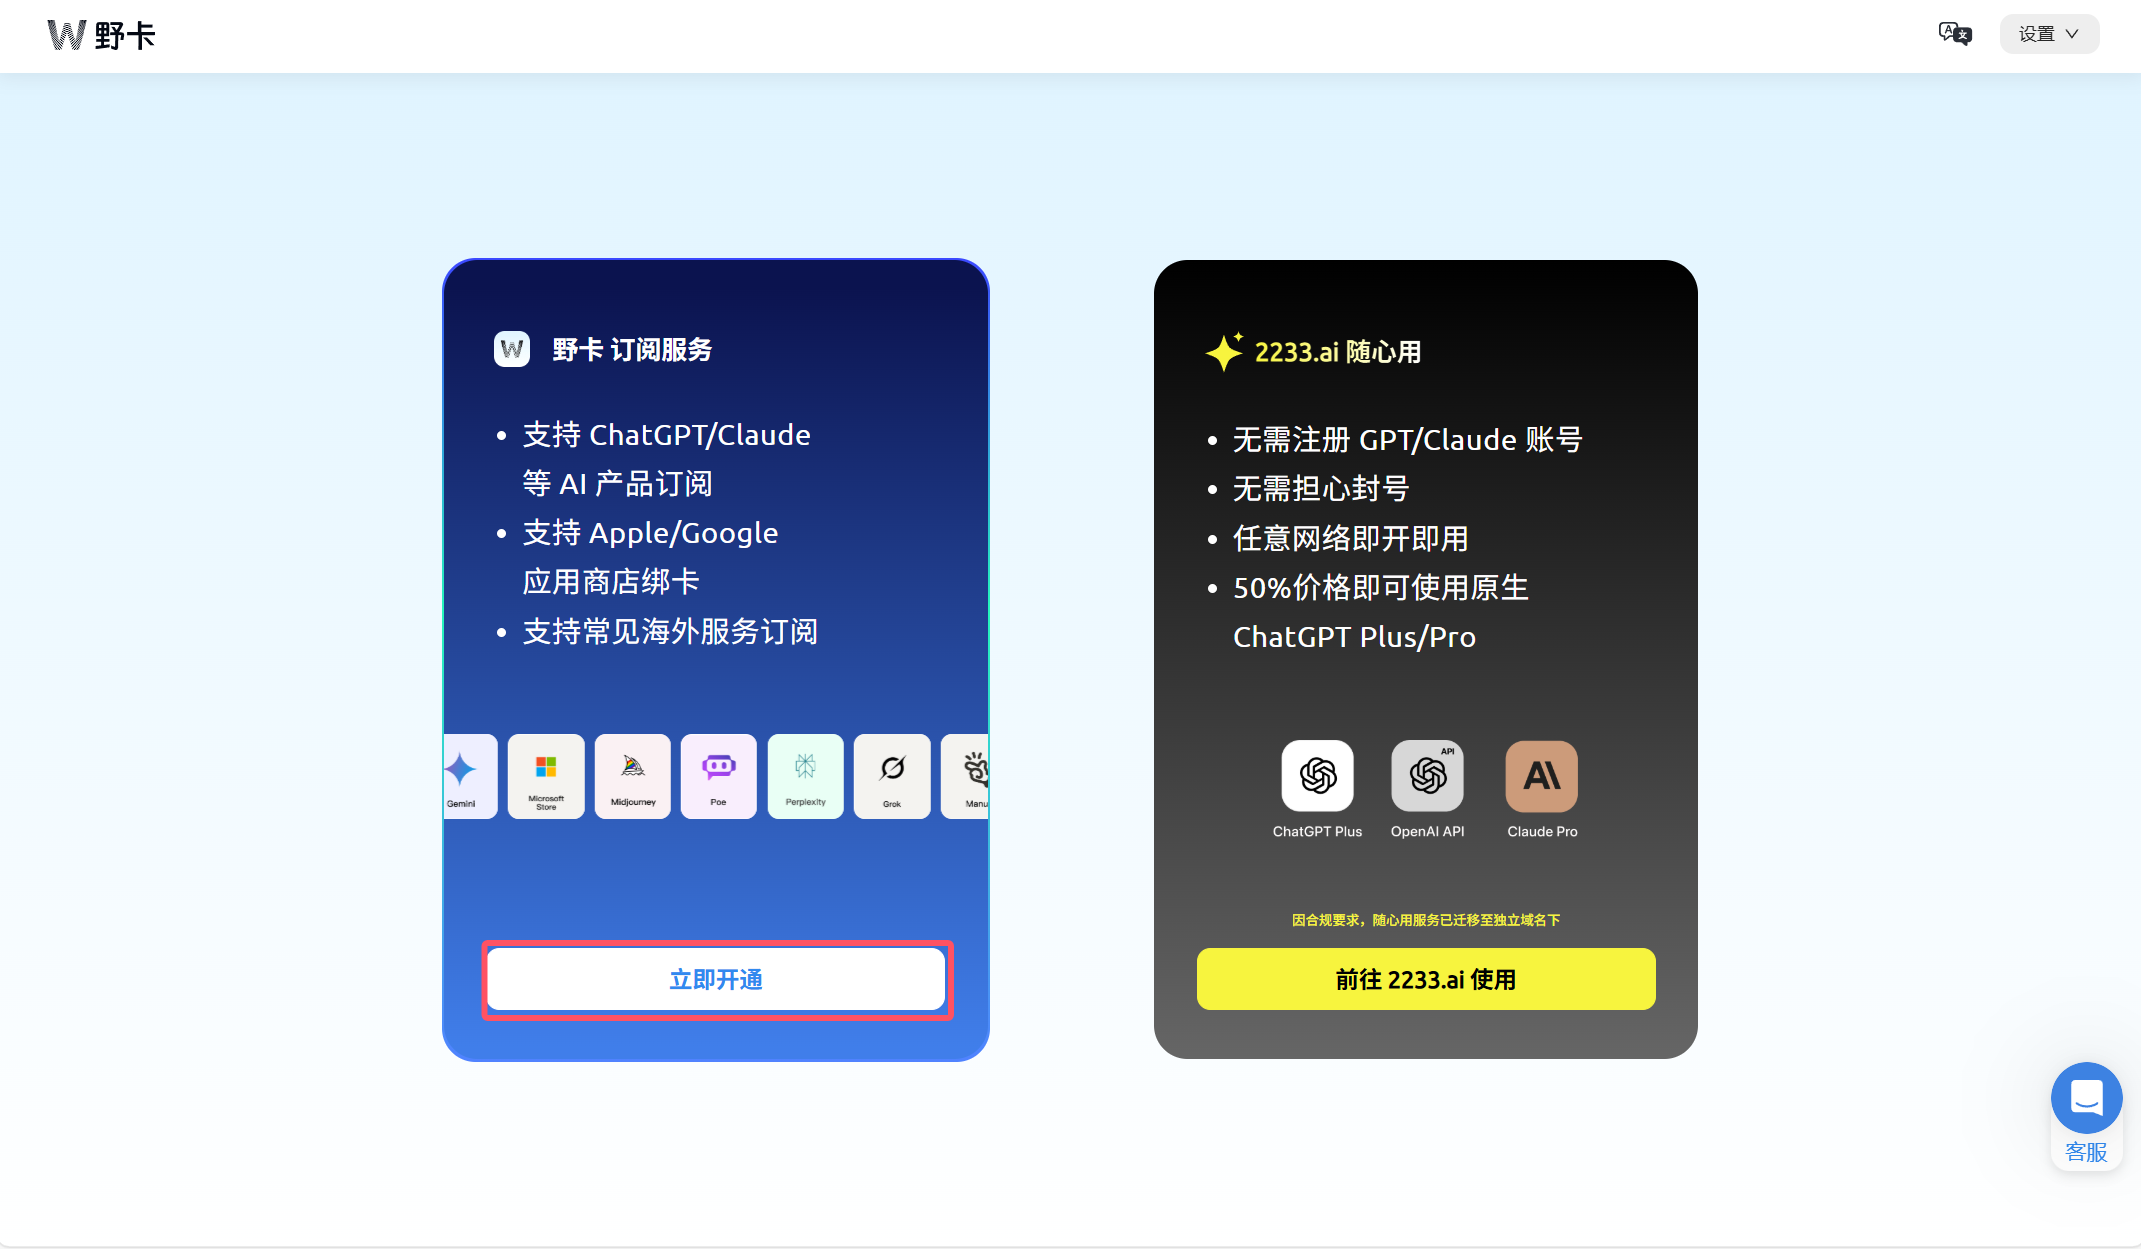 W 野卡
设置
野卡 订阅服务
支持 ChatGPT/Claude
等 AI 产品订阅
支持 Apple/Google
应用商店绑卡
支持常见海外服务订阅
Gemini
Microsoft
Store
Midjourney
Poe
Perplexity
Grok
Manu
立即开通
2233.ai 随心用
无需注册 GPT/Claude 账号
无需担心封号
任意网络即开即用
50%价格即可使用原生
ChatGPT Plus/Pro
API
ChatGPT Plus
OpenAI API
Claude Pro
因合规要求，随心用服务已迁移至独立域名下
前往 2233.ai 使用
客服